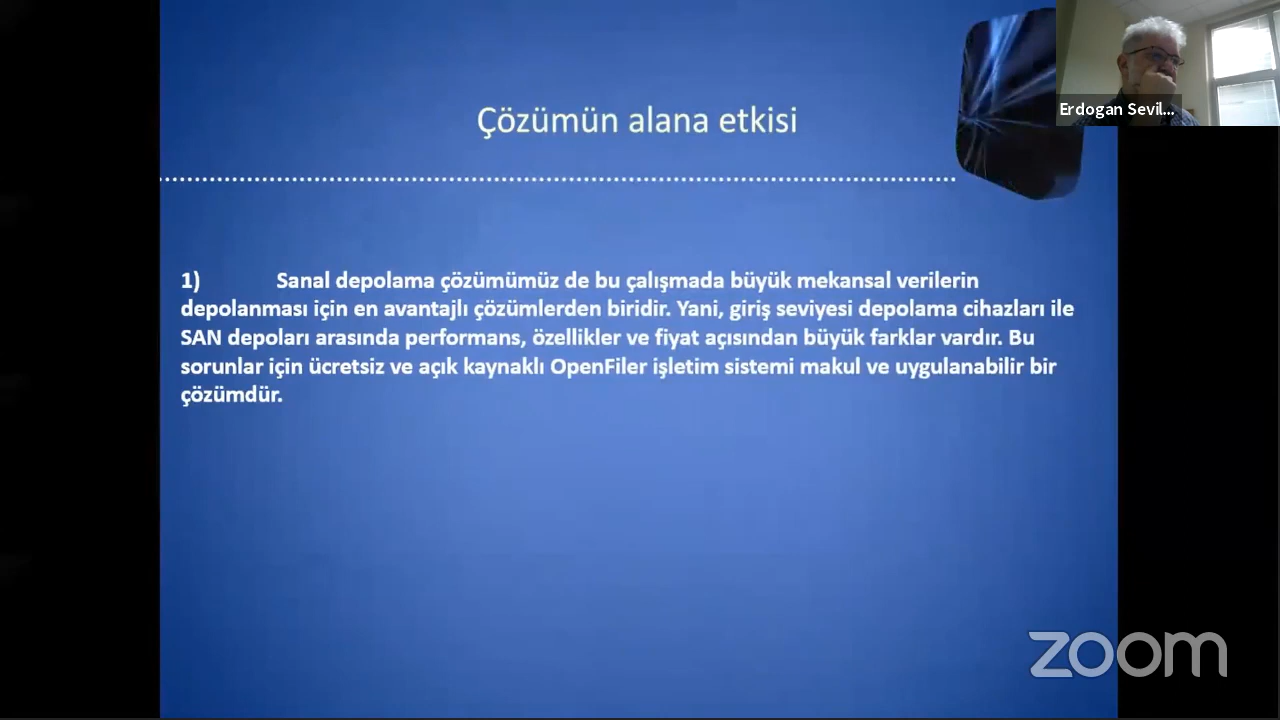 Çözümün alana etkisi
Erdogan Sevil...
1) Sanal depolama çözümümüz de bu çalışmada büyük mekansal verilerin
depolanması için en avantajlı çözümlerden biridir. Yani, giriş seviyesi depolama cihazları ile
SAN depoları arasında performans, özellikler ve fiyat açısından büyük farklar vardır. Bu
sorunlar için ücretsiz ve açık kaynaklı OpenFiler işletim sistemi makul ve uygulanabilir bir
çözümdür.
zoom